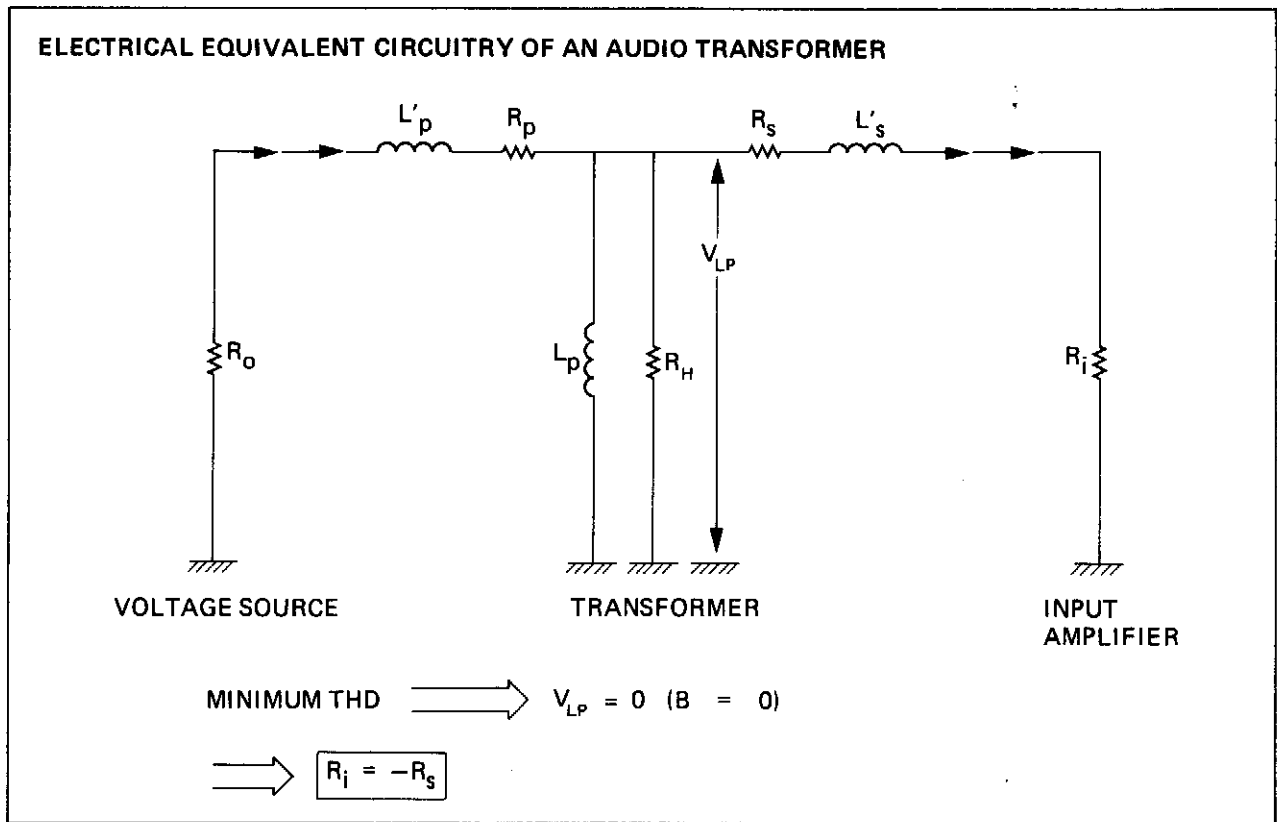 ELECTRICAL EQUIVALENT CIRCUITRY OF AN AUDIO TRANSFORMER
L'p
Rp
Rs
L's
VLP
Ro
Lp
RH
Ri
VOLTAGE SOURCE
TRANSFORMER
INPUT
AMPLIFIER
MINIMUM THD
VLP = 0 (B = 0)
Ri = -Rs